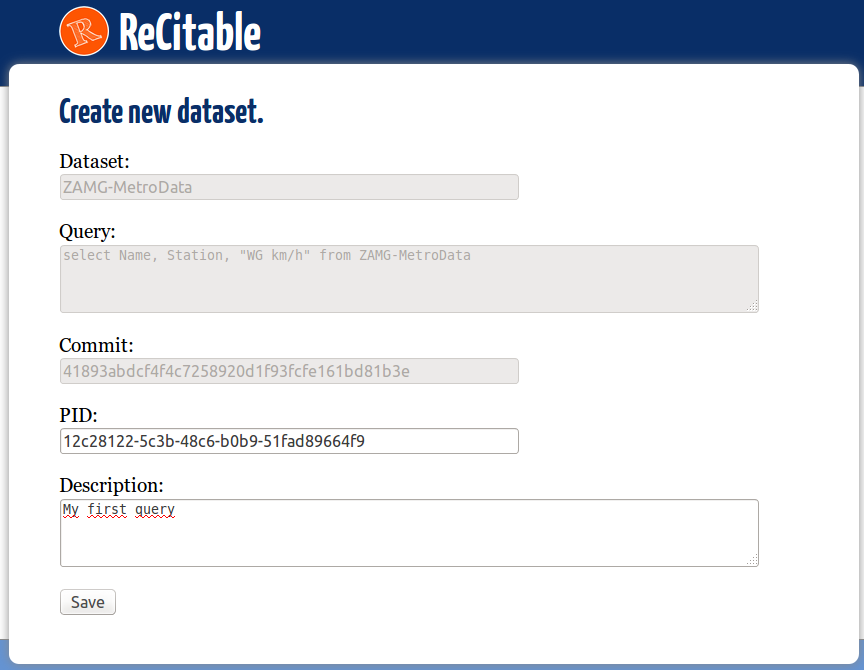 R ReCitable
Create new dataset.
Dataset:
ZAMG-MetroData
Query:
select Name, Station, "WG km/h" from ZAMG-MetroData
Commit:
41893abdcf4f4c7258920d1f93fcfe161bd81b3e
PID:
12c28122-5c3b-48c6-b0b9-51fad89664f9
Description:
My first query
Save